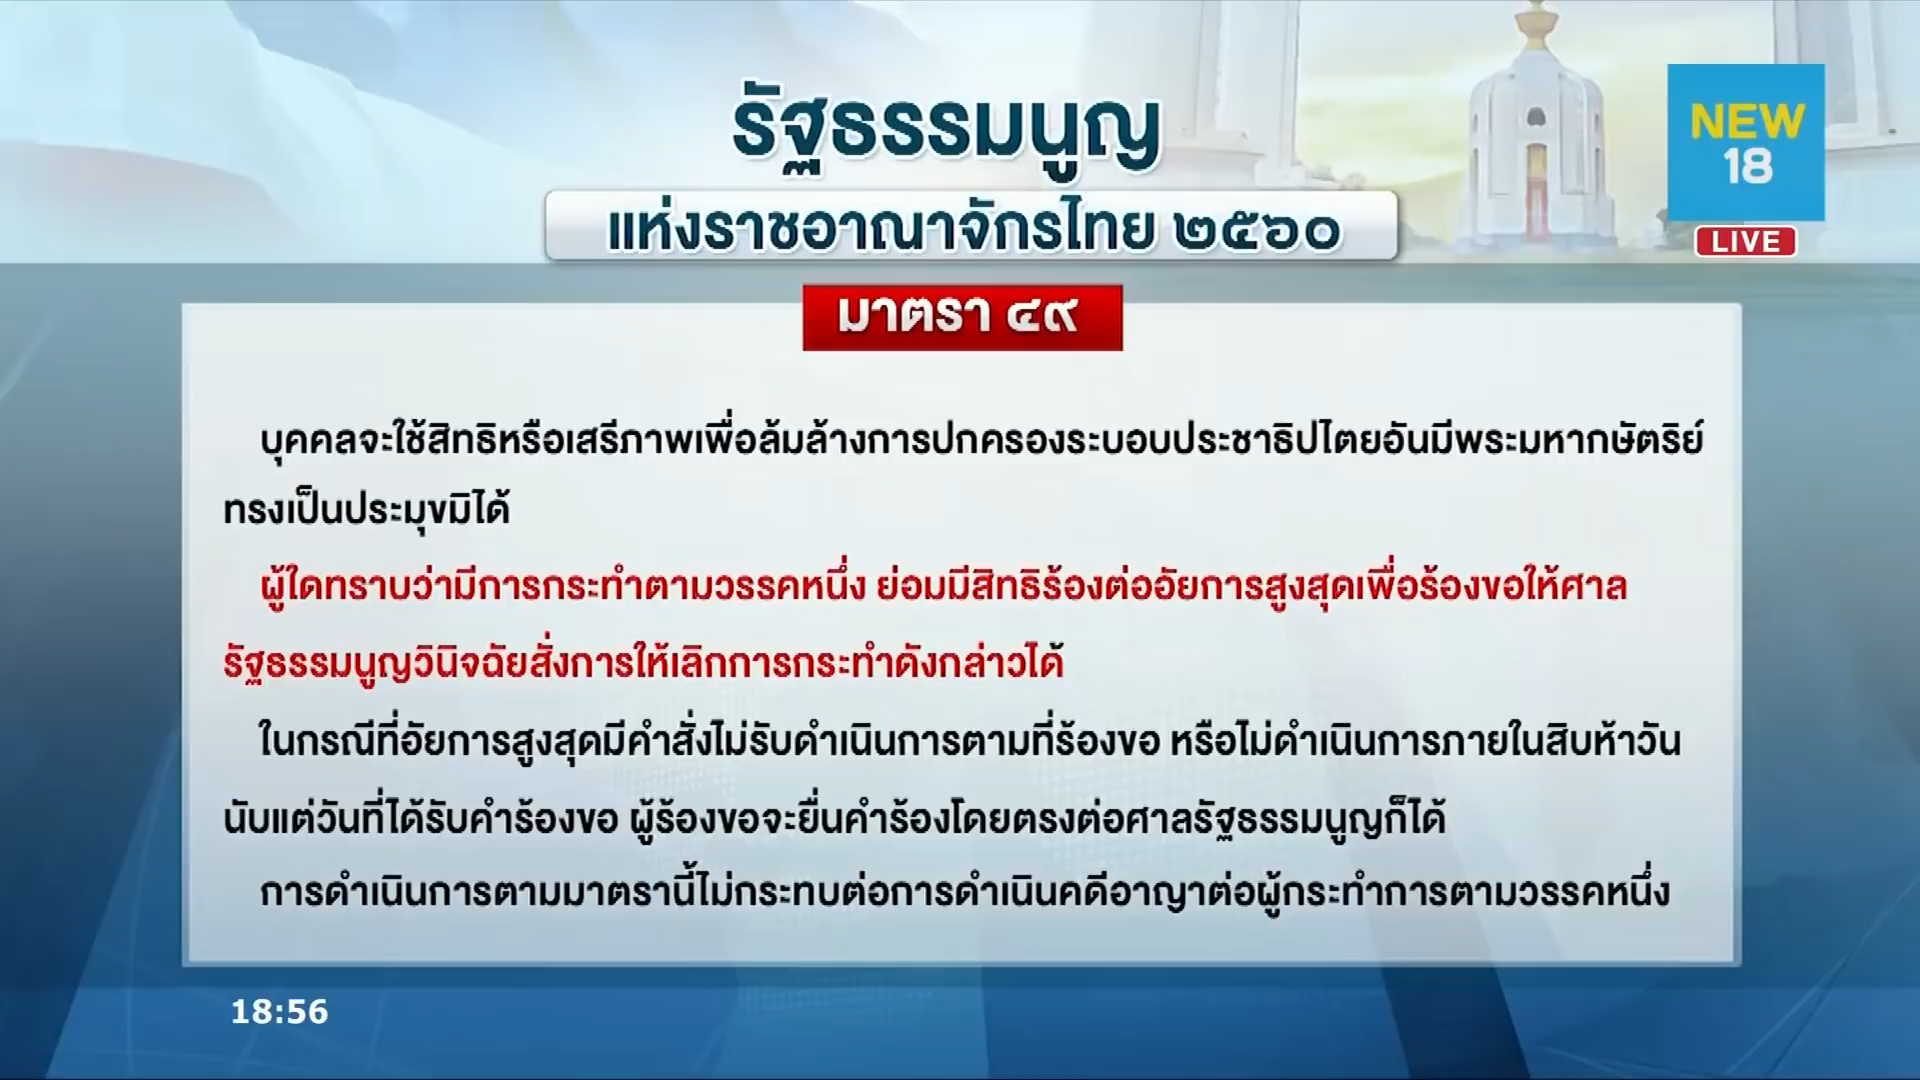 รัฐธรรมนูญ
แห่งราชอาณาจักรไทย ๒๕๖๐
NEW
18
LIVE
มาตรา ๔๙
บุคคลจะใช้สิทธิหรือเสรีภาพเพื่อล้มล้างการปกครองระบอบประชาธิปไตยอันมีพระมหากษัตริย์
ทรงเป็นประมุขมิได้
ผู้ใดทราบว่ามีการกระทำตามวรรคหนึ่ง ย่อมมีสิทธิร้องต่ออัยการสูงสุดเพื่อร้องขอให้ศาล
รัฐธรรมนูญวินิจฉัยสั่งการให้เลิกการกระทำดังกล่าวได้
ในกรณีที่อัยการสูงสุดมีคำสั่งไม่รับดำเนินการตามที่ร้องขอ หรือไม่ดำเนินการภายในสิบห้าวัน
นับแต่วันที่ได้รับคำร้องขอ ผู้ร้องขอจะยื่นคำร้องโดยตรงต่อศาลรัฐธรรมนูญก็ได้
การดำเนินการตามมาตรานี้ไม่กระทบต่อการดำเนินคดีอาญาต่อผู้กระทำการตามวรรคหนึ่ง
18:56